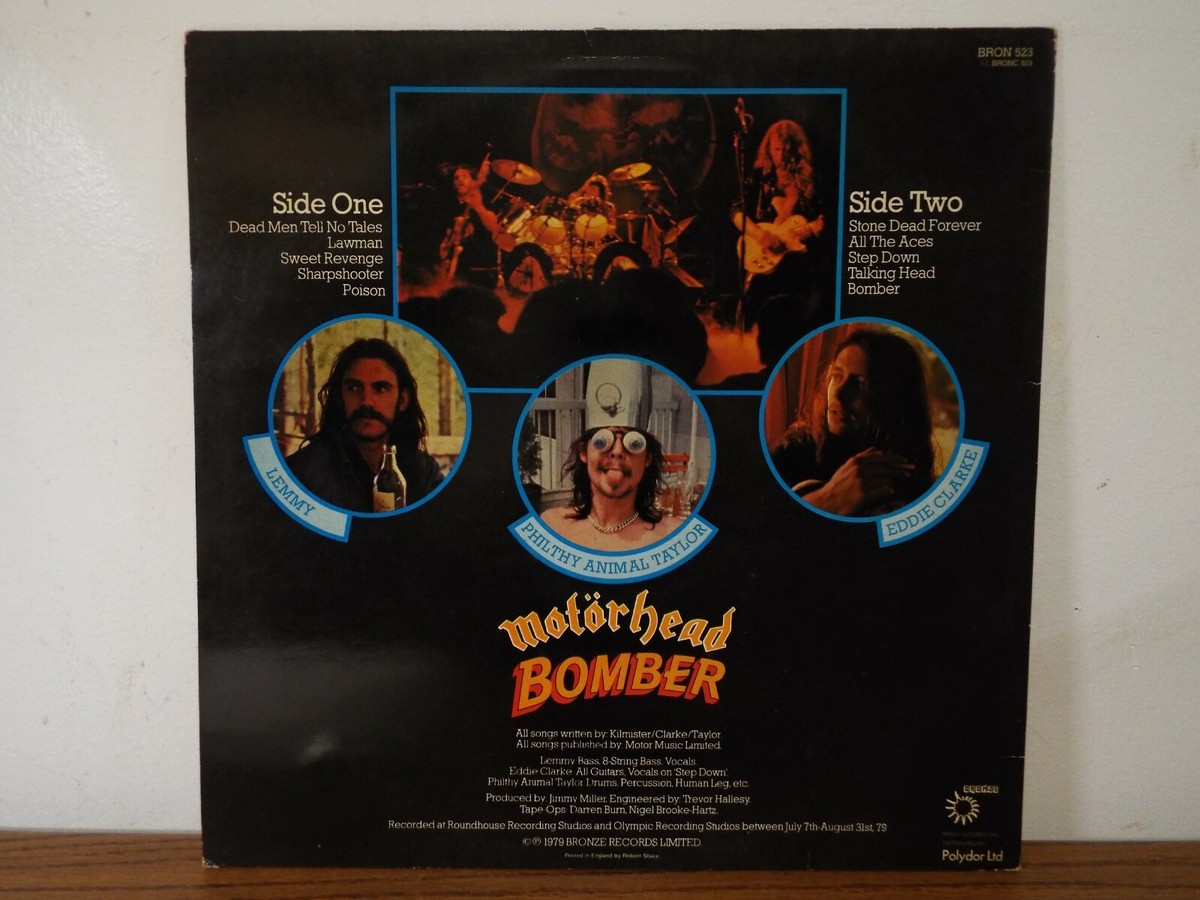 BRON 523
BRONC 523
Side One
Dead Men Tell No Tales
Lawman
Sweet Revenge
Sharpshooter
Poison
Side Two
Stone Dead Forever
All The Aces
Step Down
Talking Head
Bomber
LEMMY
PHILTHY ANIMAL TAYLOR
EDDIE CLARKE
motörhead
BOMBER
All songs written by: Kilmister/Clarke/Taylor.
All songs published by: Motor Music Limited.
Lemmy: Bass, 8-String Bass, Vocals.
Eddie Clarke: All Guitars, Vocals on 'Step Down'.
Philthy Animal Taylor: Drums, Percussion, Human Leg, etc.
Produced by: Jimmy Miller. Engineered by: Trevor Hallesy.
Tape Ops: Darren Burn, Nigel Brooke-Hartz.
Recorded at Roundhouse Recording Studios and Olympic Recording Studios between July 7th-August 31st, '79
©℗ 1979 BRONZE RECORDS LIMITED.
Printed in England by Robert Stace
BRONZE
Polydor Ltd